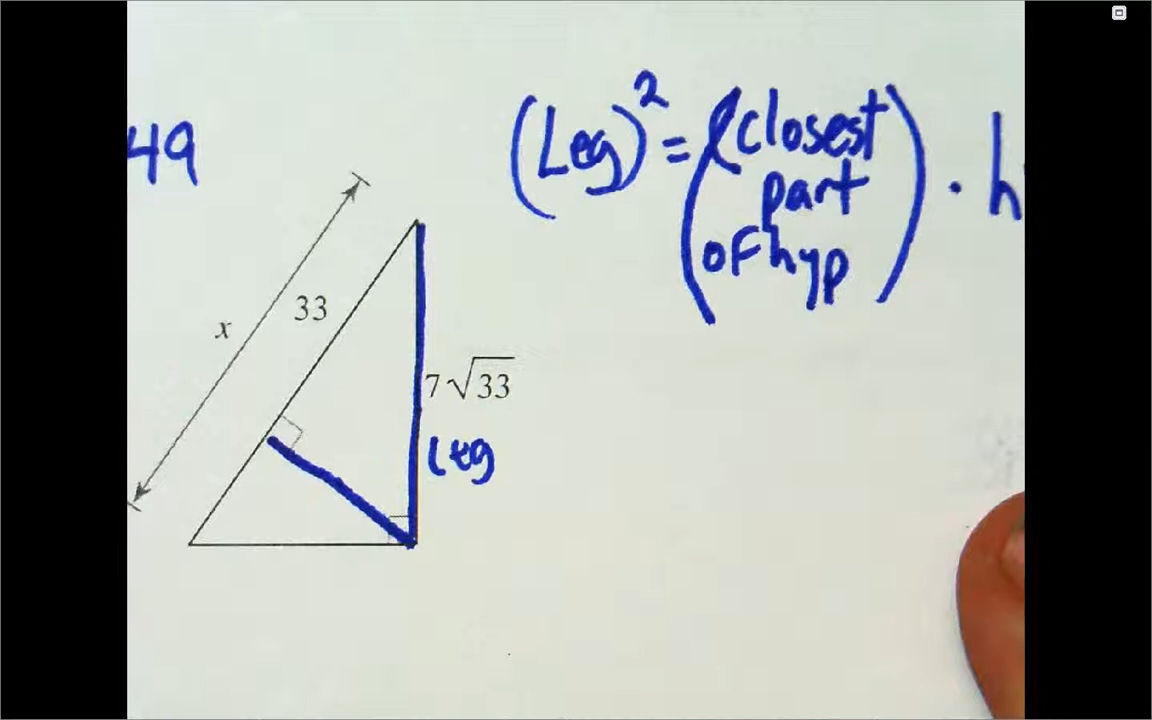 49
(Leg)² = (closest
part
of hyp) · h
33
x
7√33
Leg